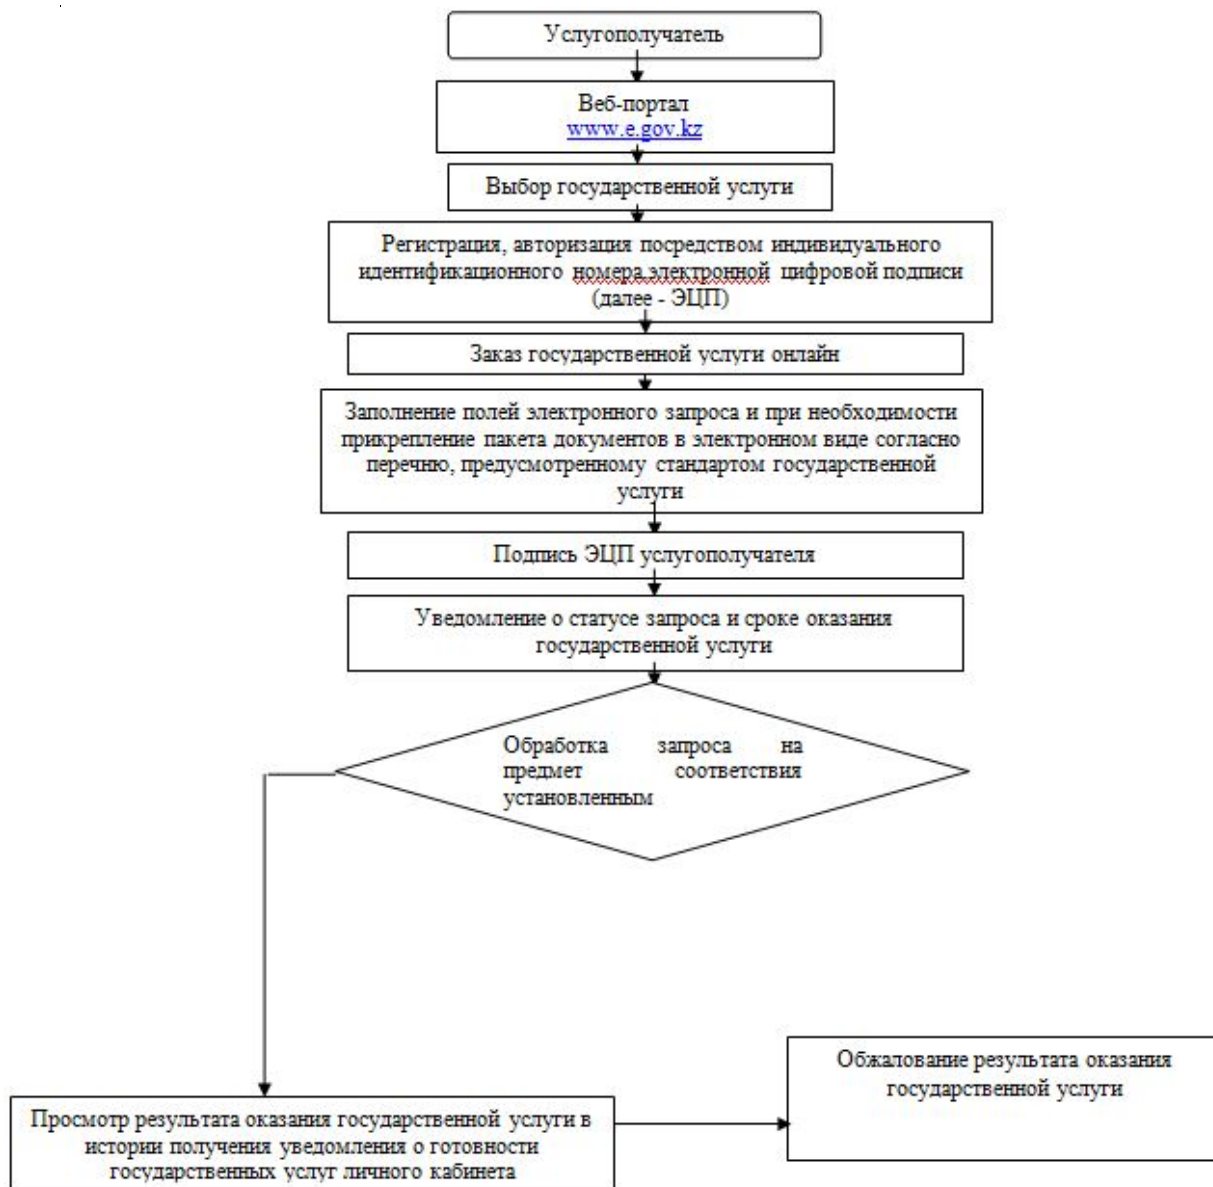 Услугополучатель
Веб-портал
www.e.gov.kz
Выбор государственной услуги
Регистрация, авторизация посредством индивидуального
идентификационного номера электронной цифровой подписи
(далее - ЭЦП)
Заказ государственной услуги онлайн
Заполнение полей электронного запроса и при необходимости
прикрепление пакета документов в электронном виде согласно
перечню, предусмотренному стандартом государственной
услуги
Подпись ЭЦП услугополучателя
Уведомление о статусе запроса и сроке оказания
государственной услуги
Обработка запроса на
предмет соответствия
установленным
Обжалование результата оказания
государственной услуги
Просмотр результата оказания государственной услуги в
истории получения уведомления о готовности
государственных услуг личного кабинета